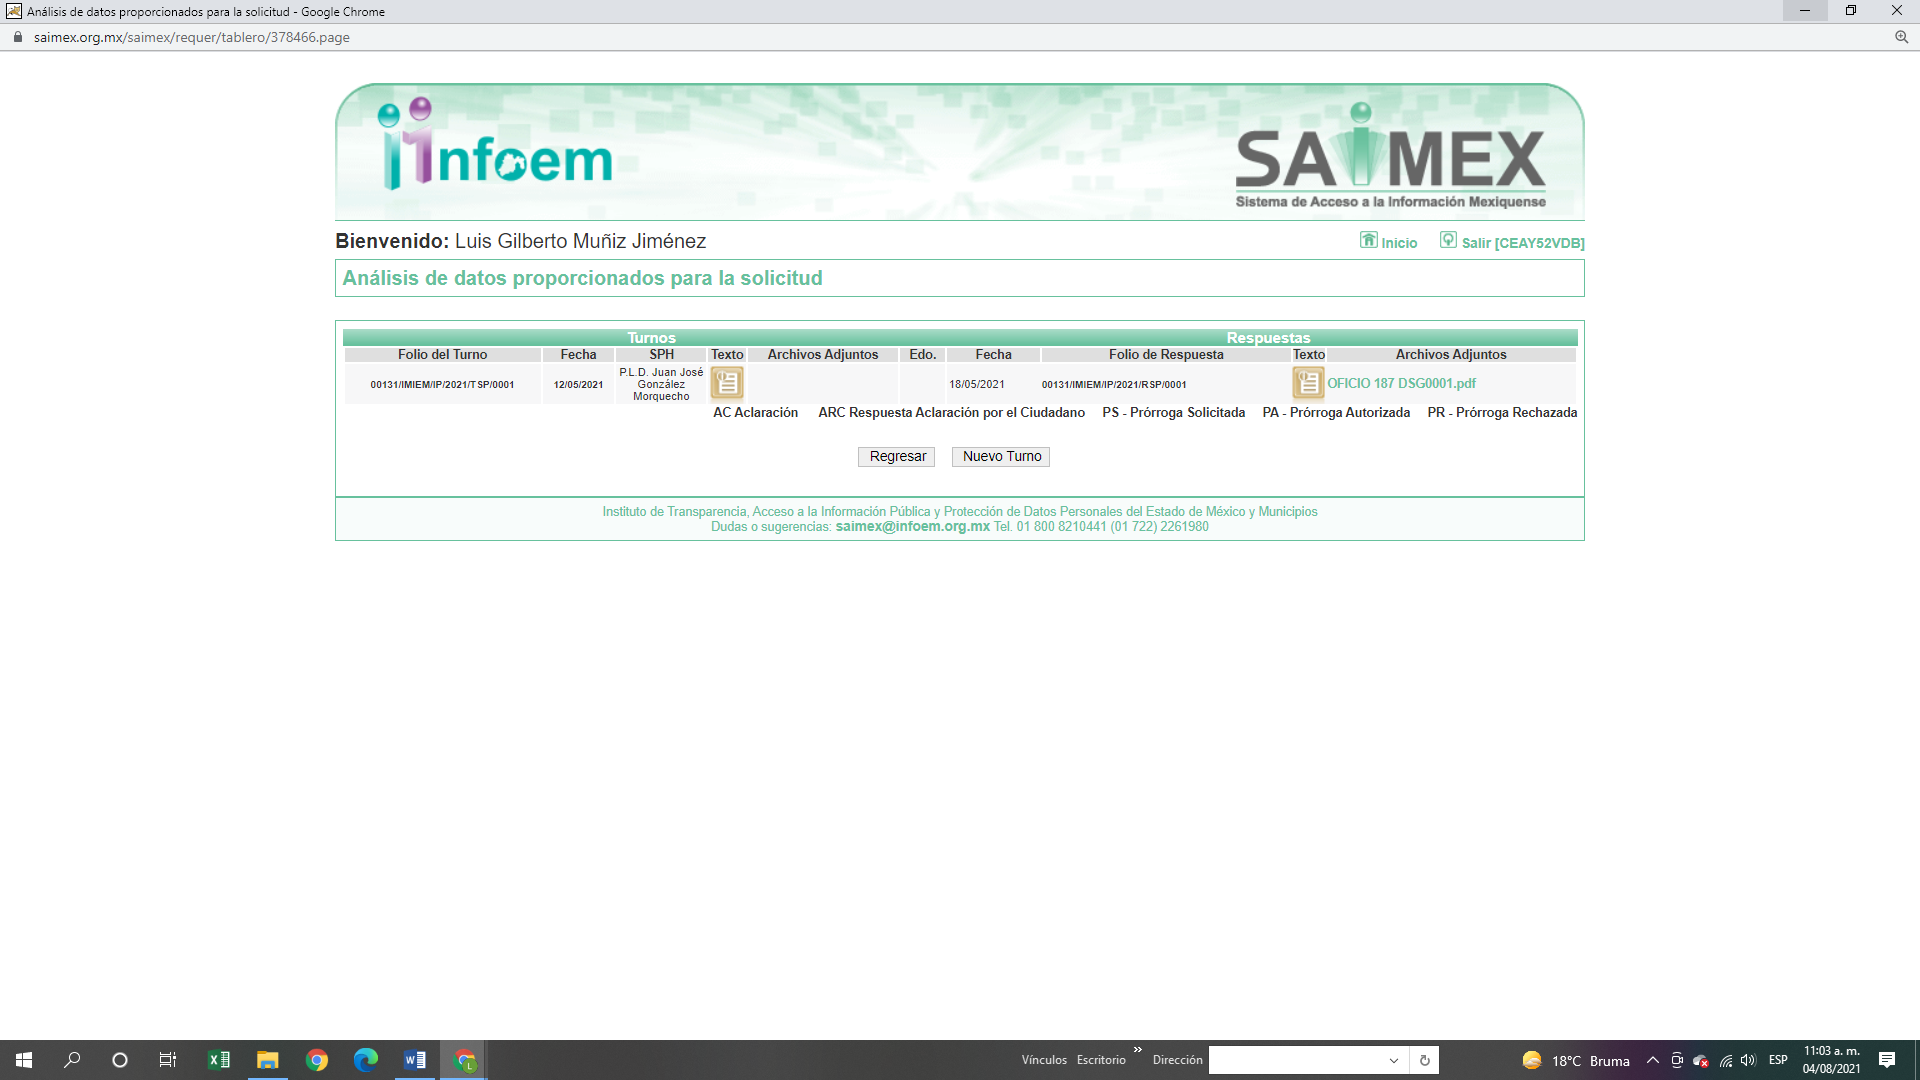 Análisis de datos proporcionados para la solicitud - Google Chrome
saimex.org.mx/saimex/requer/tablero/378466.page
infoem
SAIMEX
Sistema de Acceso a la Información Mexiquense
Bienvenido: Luis Gilberto Muñiz Jiménez
Inicio Salir [CEAY52VDB]
Análisis de datos proporcionados para la solicitud
Turnos Respuestas
Folio del Turno Fecha SPH Texto Archivos Adjuntos Edo. Fecha Folio de Respuesta Texto Archivos Adjuntos
00131/IMIEM/IP/2021/TSP/0001 12/05/2021 P.L.D. Juan José González Morquecho 18/05/2021 00131/IMIEM/IP/2021/RSP/0001 OFICIO 187 DSG0001.pdf
AC Aclaración ARC Respuesta Aclaración por el Ciudadano PS - Prórroga Solicitada PA - Prórroga Autorizada PR - Prórroga Rechazada
Regresar Nuevo Turno
Instituto de Transparencia, Acceso a la Información Pública y Protección de Datos Personales del Estado de México y Municipios
Dudas o sugerencias: saimex@infoem.org.mx Tel. 01 800 8210441 (01 722) 2261980
Vínculos Escritorio » Dirección 18°C Bruma ESP 11:03 a. m.
04/08/2021